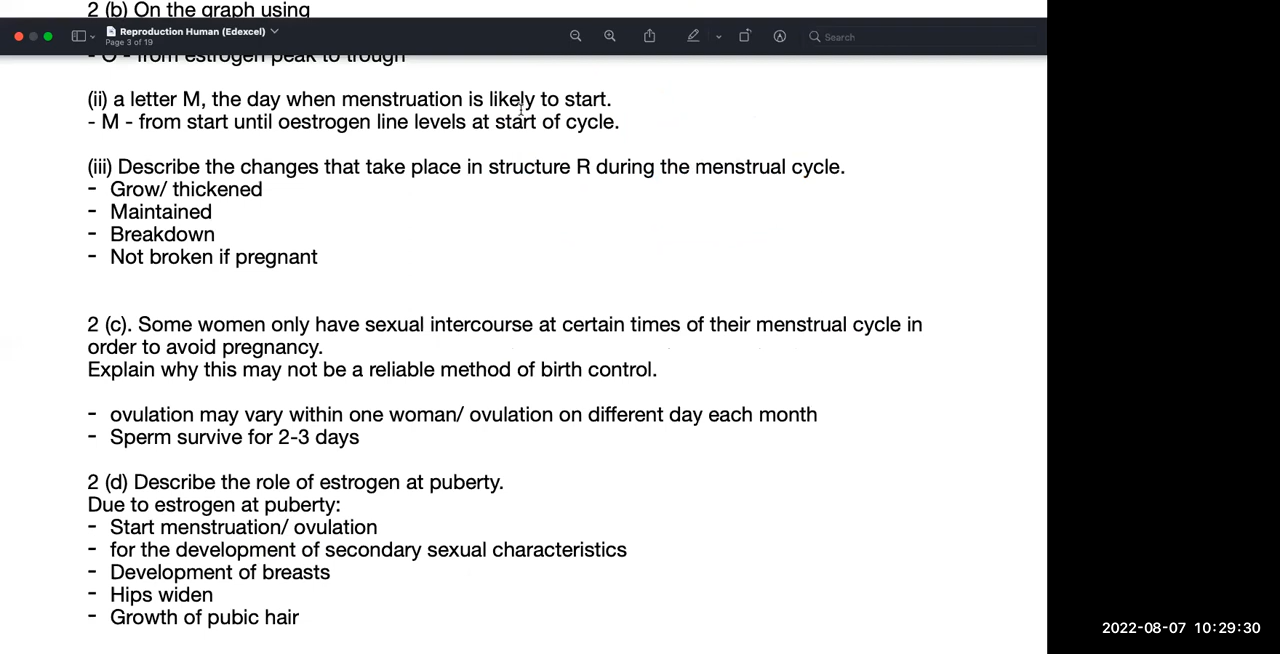 2 (b) On the graph using
Reproduction Human (Edexcel)
Page 3 of 19
Search
- O - from estrogen peak to trough
(ii) a letter M, the day when menstruation is likely to start.
- M - from start until oestrogen line levels at start of cycle.
(iii) Describe the changes that take place in structure R during the menstrual cycle.
- Grow/ thickened
- Maintained
- Breakdown
- Not broken if pregnant
2 (c). Some women only have sexual intercourse at certain times of their menstrual cycle in
order to avoid pregnancy.
Explain why this may not be a reliable method of birth control.
- ovulation may vary within one woman/ ovulation on different day each month
- Sperm survive for 2-3 days
2 (d) Describe the role of estrogen at puberty.
Due to estrogen at puberty:
- Start menstruation/ ovulation
- for the development of secondary sexual characteristics
- Development of breasts
- Hips widen
- Growth of pubic hair
2022-08-07 10:29:30